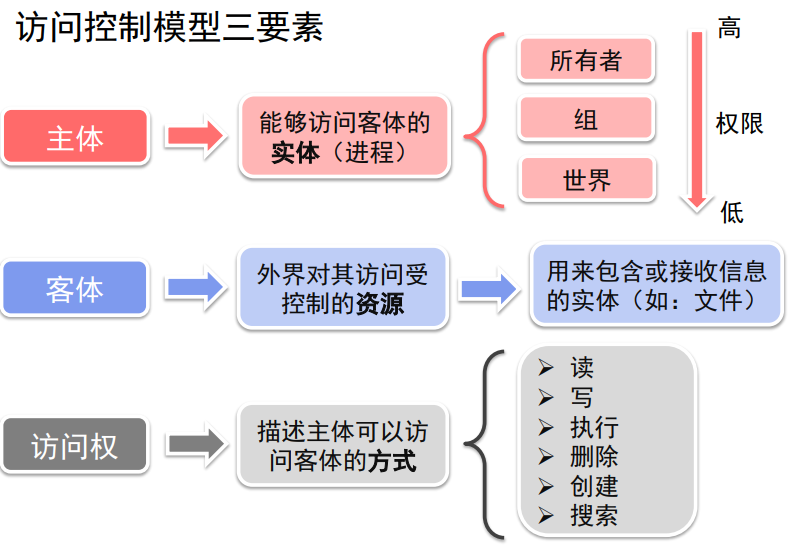 访问控制模型三要素
高
所有者
主体
能够访问客体的
实体（进程）
组
权限
世界
低
客体
外界对其访问受
控制的资源
用来包含或接收信息
的实体（如：文件）
访问权
描述主体可以访
问客体的方式
读
写
执行
删除
创建
搜索